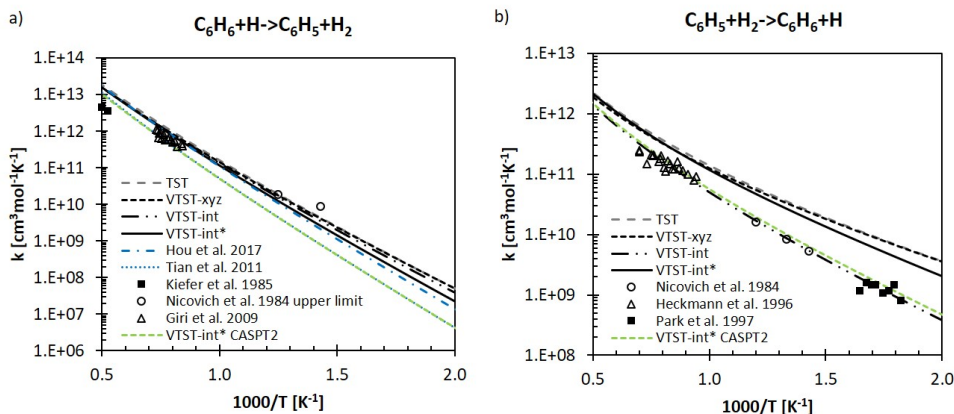 a)
C₆H₆+H->C₆H₅+H₂
k [cm³mol⁻¹K⁻¹]
1.E+14
1.E+13
1.E+12
1.E+11
1.E+10
1.E+09
1.E+08
1.E+07
1.E+06
TST
VTST-xyz
VTST-int
VTST-int*
Hou et al. 2017
Tian et al. 2011
Kiefer et al. 1985
Nicovich et al. 1984 upper limit
Giri et al. 2009
VTST-int* CASPT2
0.5 1.0 1.5 2.0
1000/T [K⁻¹]
b)
C₆H₅+H₂->C₆H₆+H
k [cm³mol⁻¹K⁻¹]
1.E+13
1.E+12
1.E+11
1.E+10
1.E+09
1.E+08
TST
VTST-xyz
VTST-int
VTST-int*
Nicovich et al. 1984
Heckmann et al. 1996
Park et al. 1997
VTST-int* CASPT2
0.5 1.0 1.5 2.0
1000/T [K⁻¹]